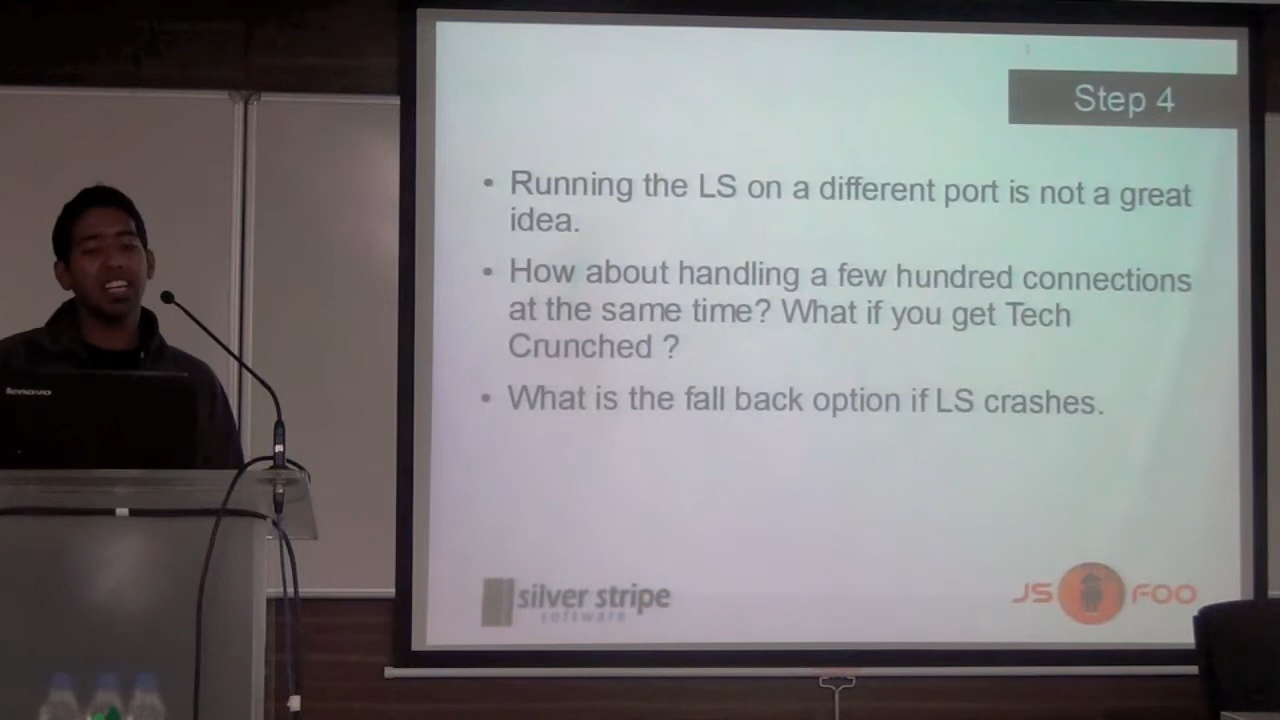 Step 4
• Running the LS on a different port is not a great
idea.
• How about handling a few hundred connections
at the same time? What if you get Tech
Crunched ?
• What is the fall back option if LS crashes.
lenovo
silver stripe
software
JS FOO